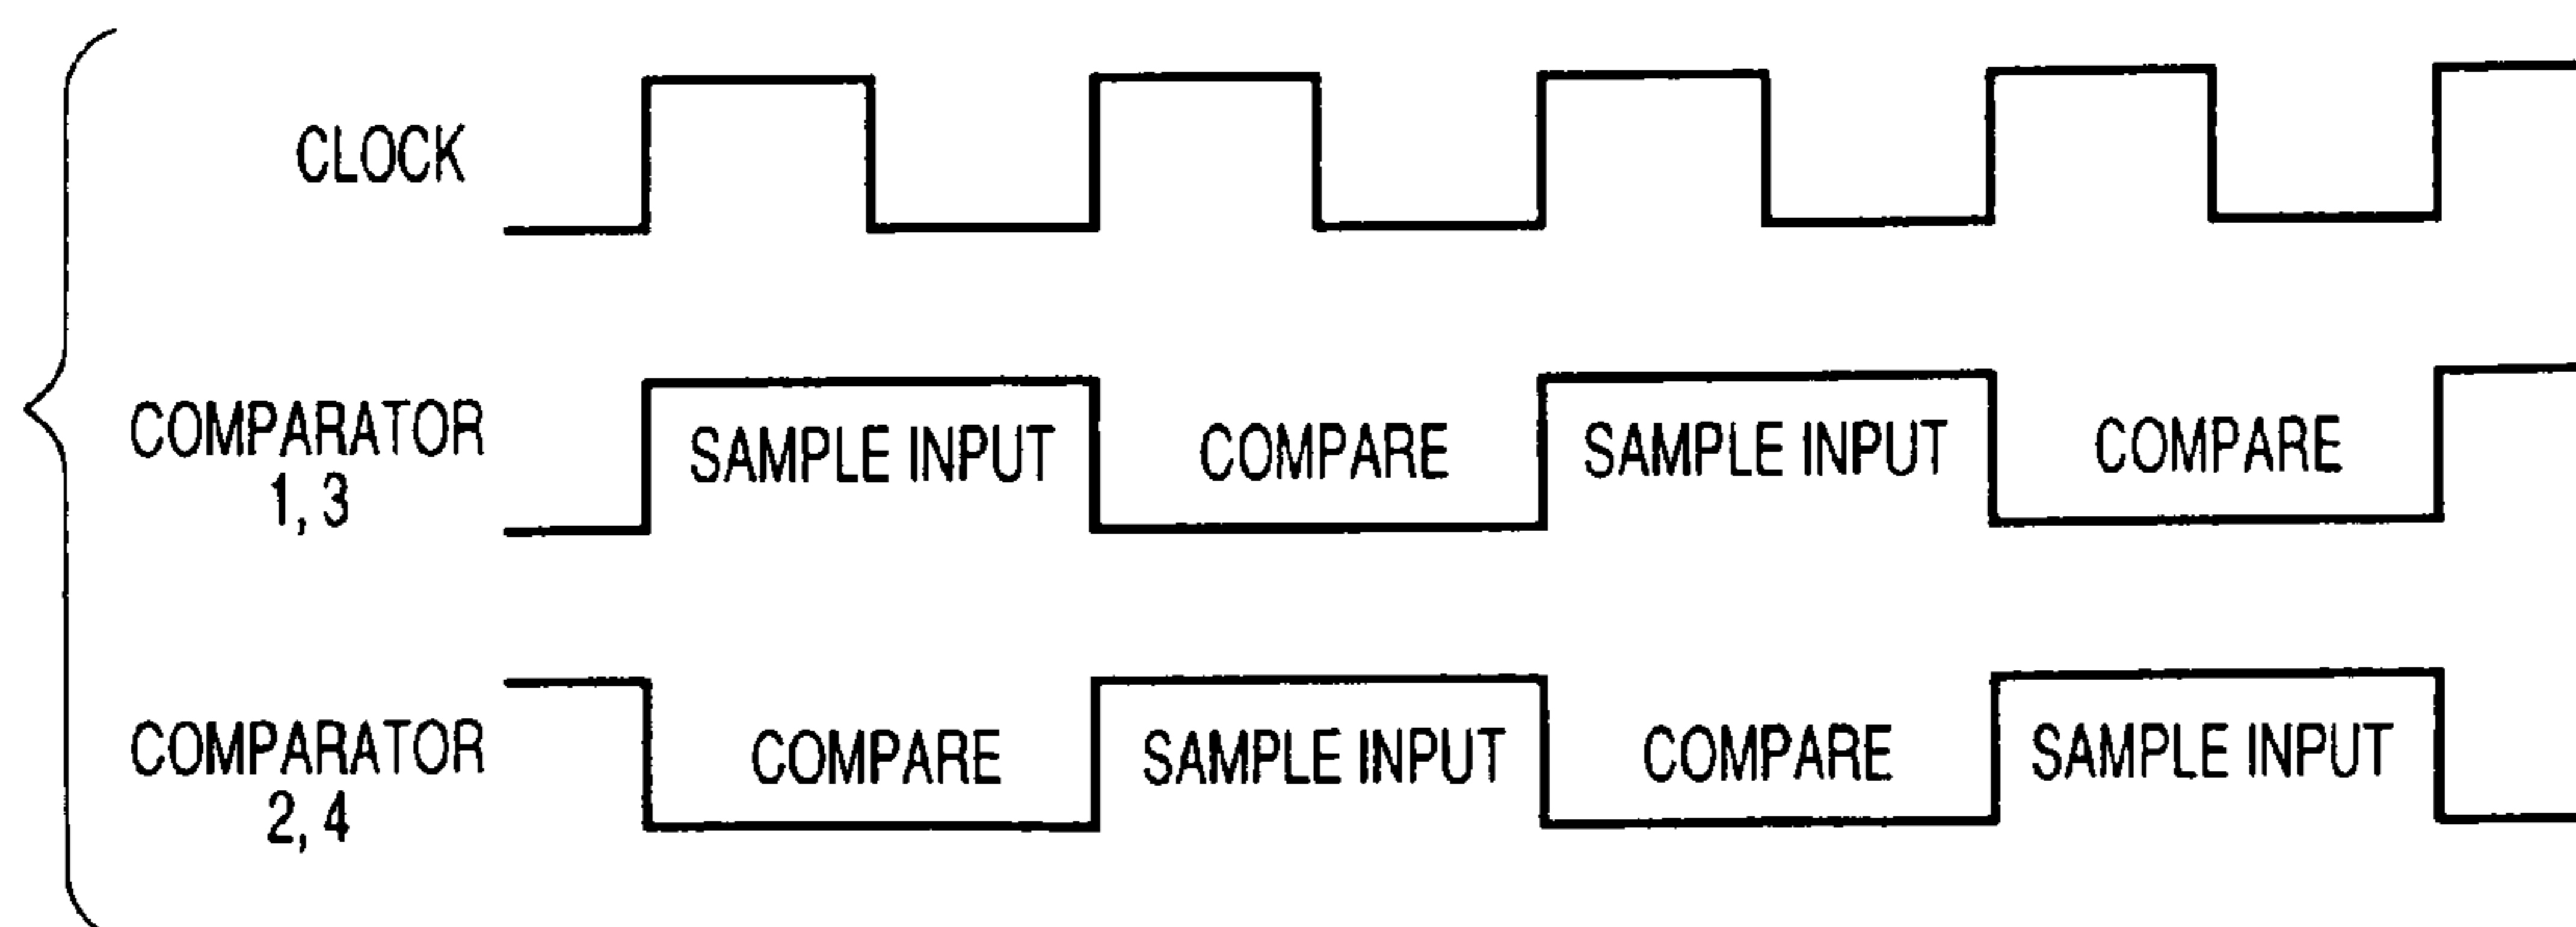 CLOCK
COMPARATOR
1, 3
SAMPLE INPUT
COMPARE
SAMPLE INPUT
COMPARE
COMPARATOR
2, 4
COMPARE
SAMPLE INPUT
COMPARE
SAMPLE INPUT